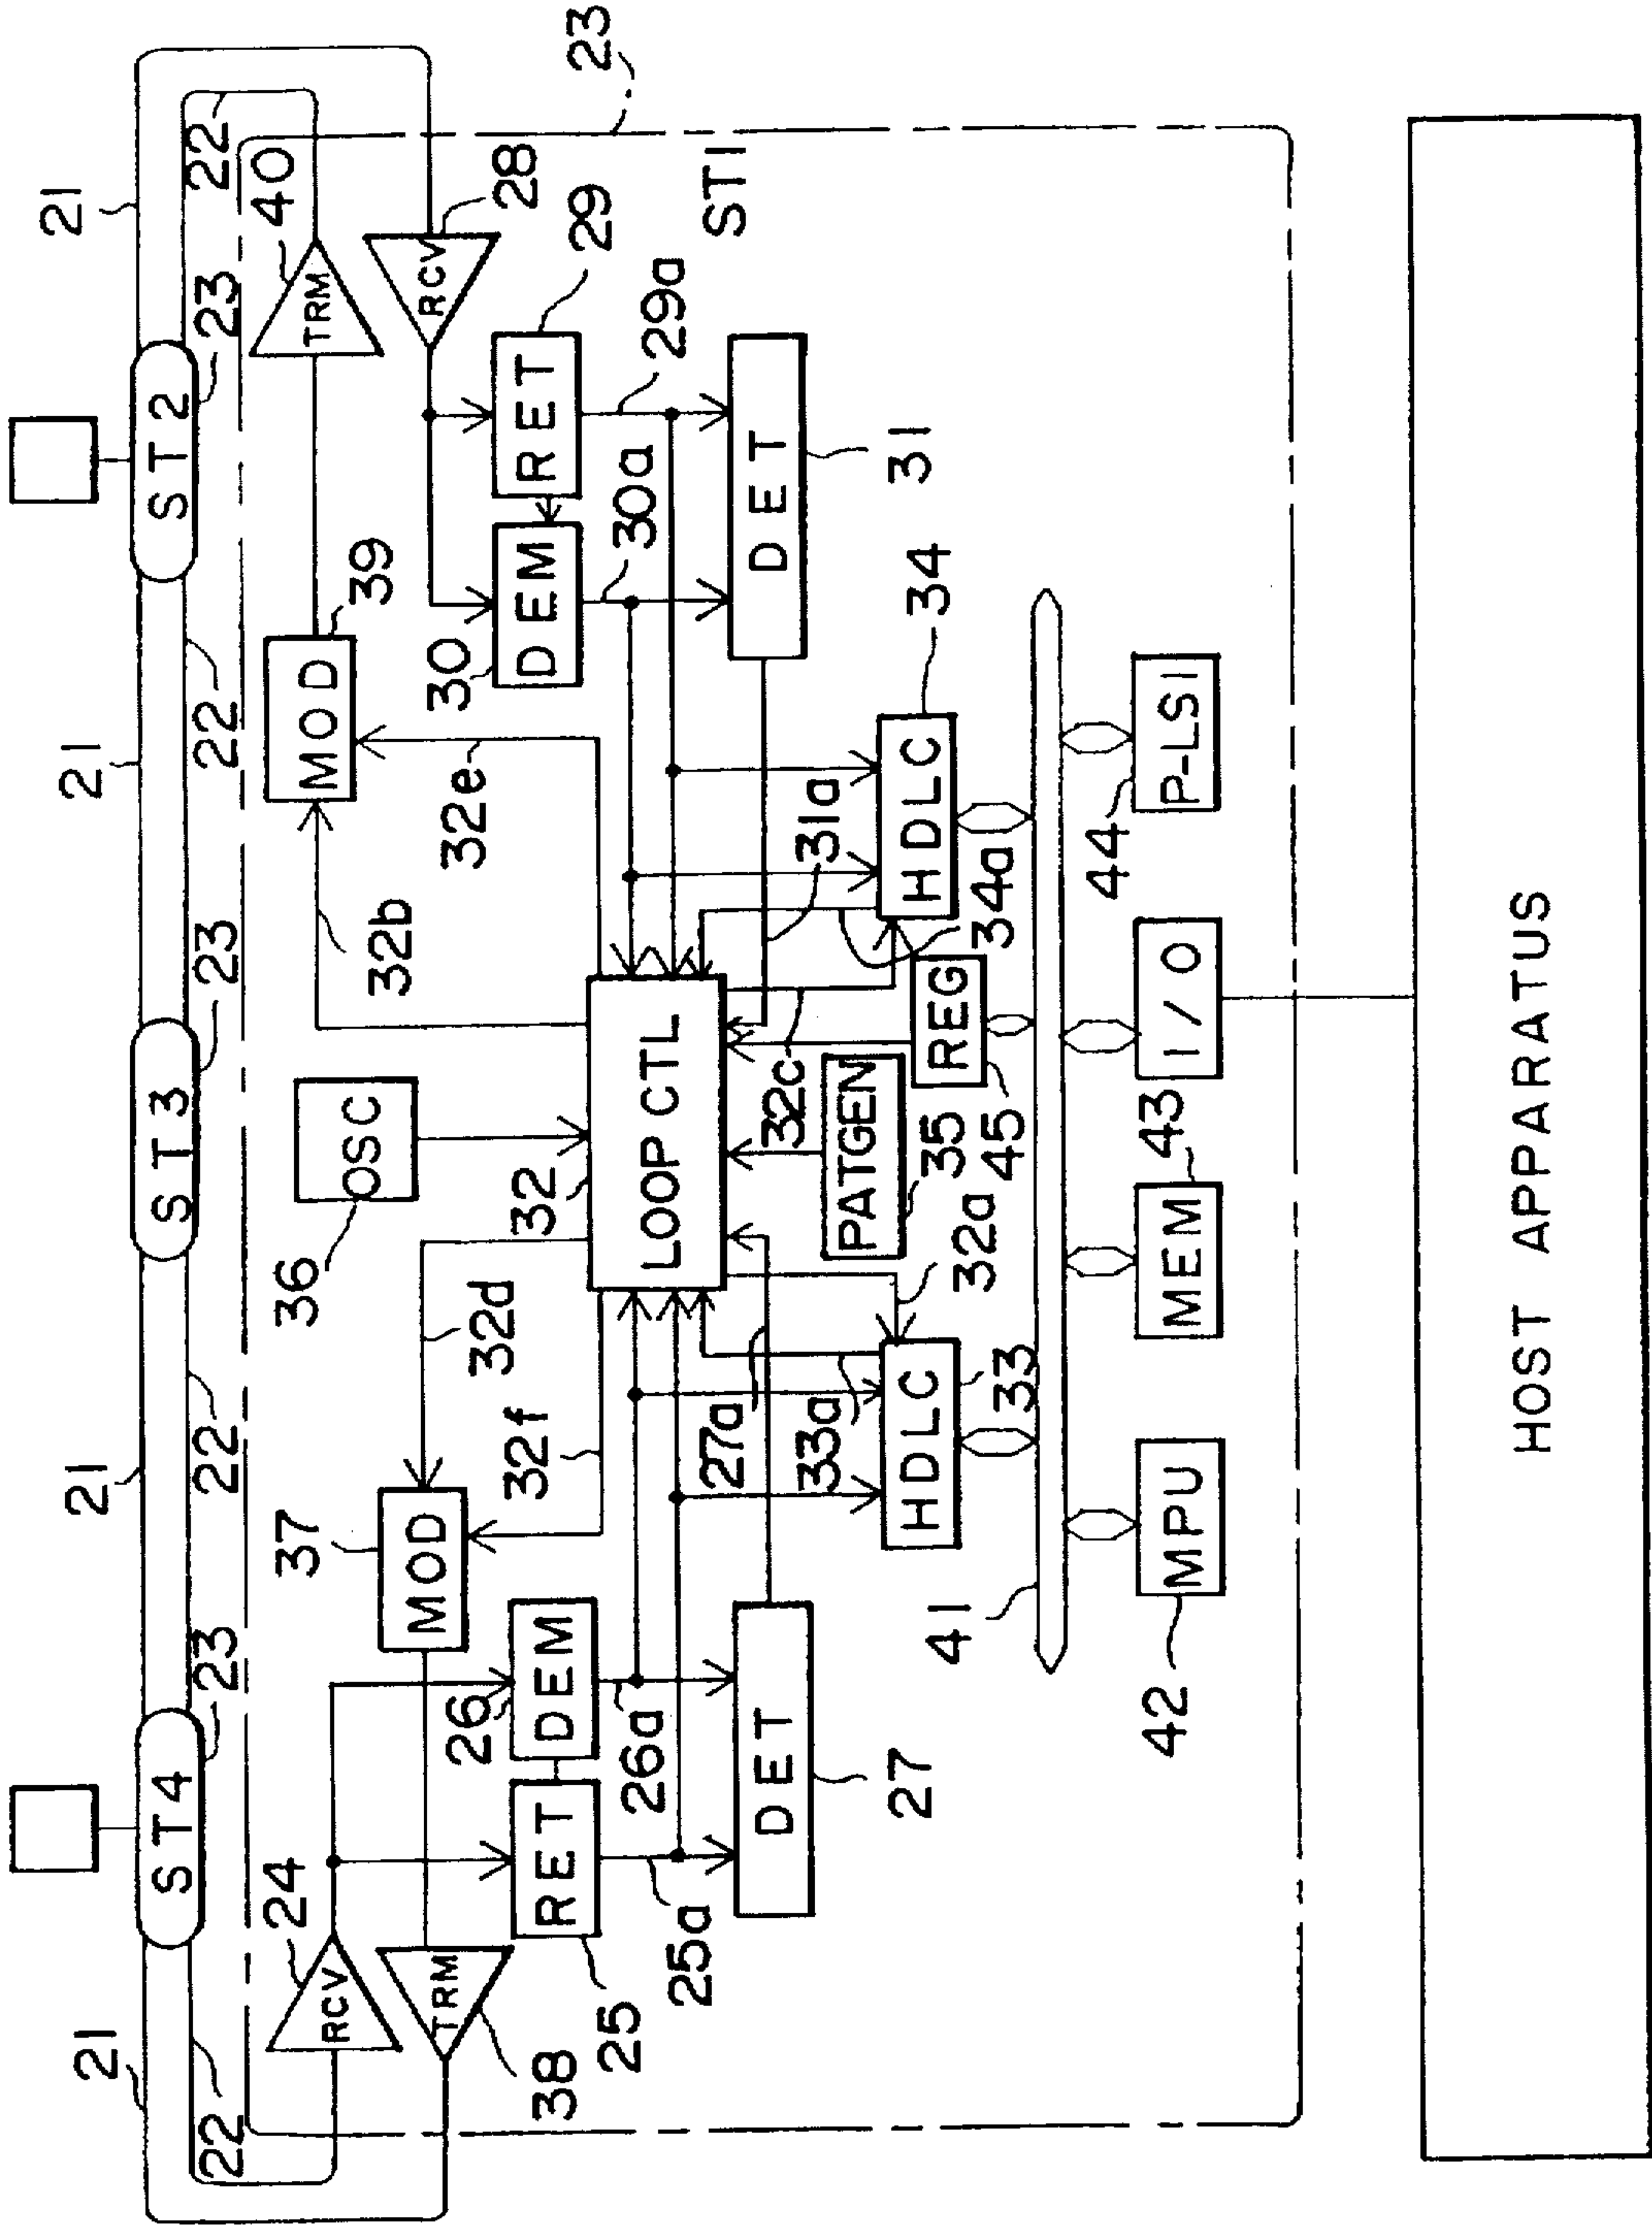 21
22
23
ST4
21
22
23
ST3
21
22
23
ST2
21
22
24
RCV
38
TRM
36
OSC
37
MOD
32d
32f
32b
39
MOD
32e
40
TRM
28
RCV
23
25
RET
26
DEM
25a
26a
27
DET
27a
33a
32
LOOP CTL
30
DEM
29
RET
30a
29a
DET
31
31a
ST1
HDLC
33
32a
PATGEN
35
32c
REG
45
34a
HDLC
34
41
42
MPU
MEM
43
I/O
44
P-LSI
HOST APPARATUS